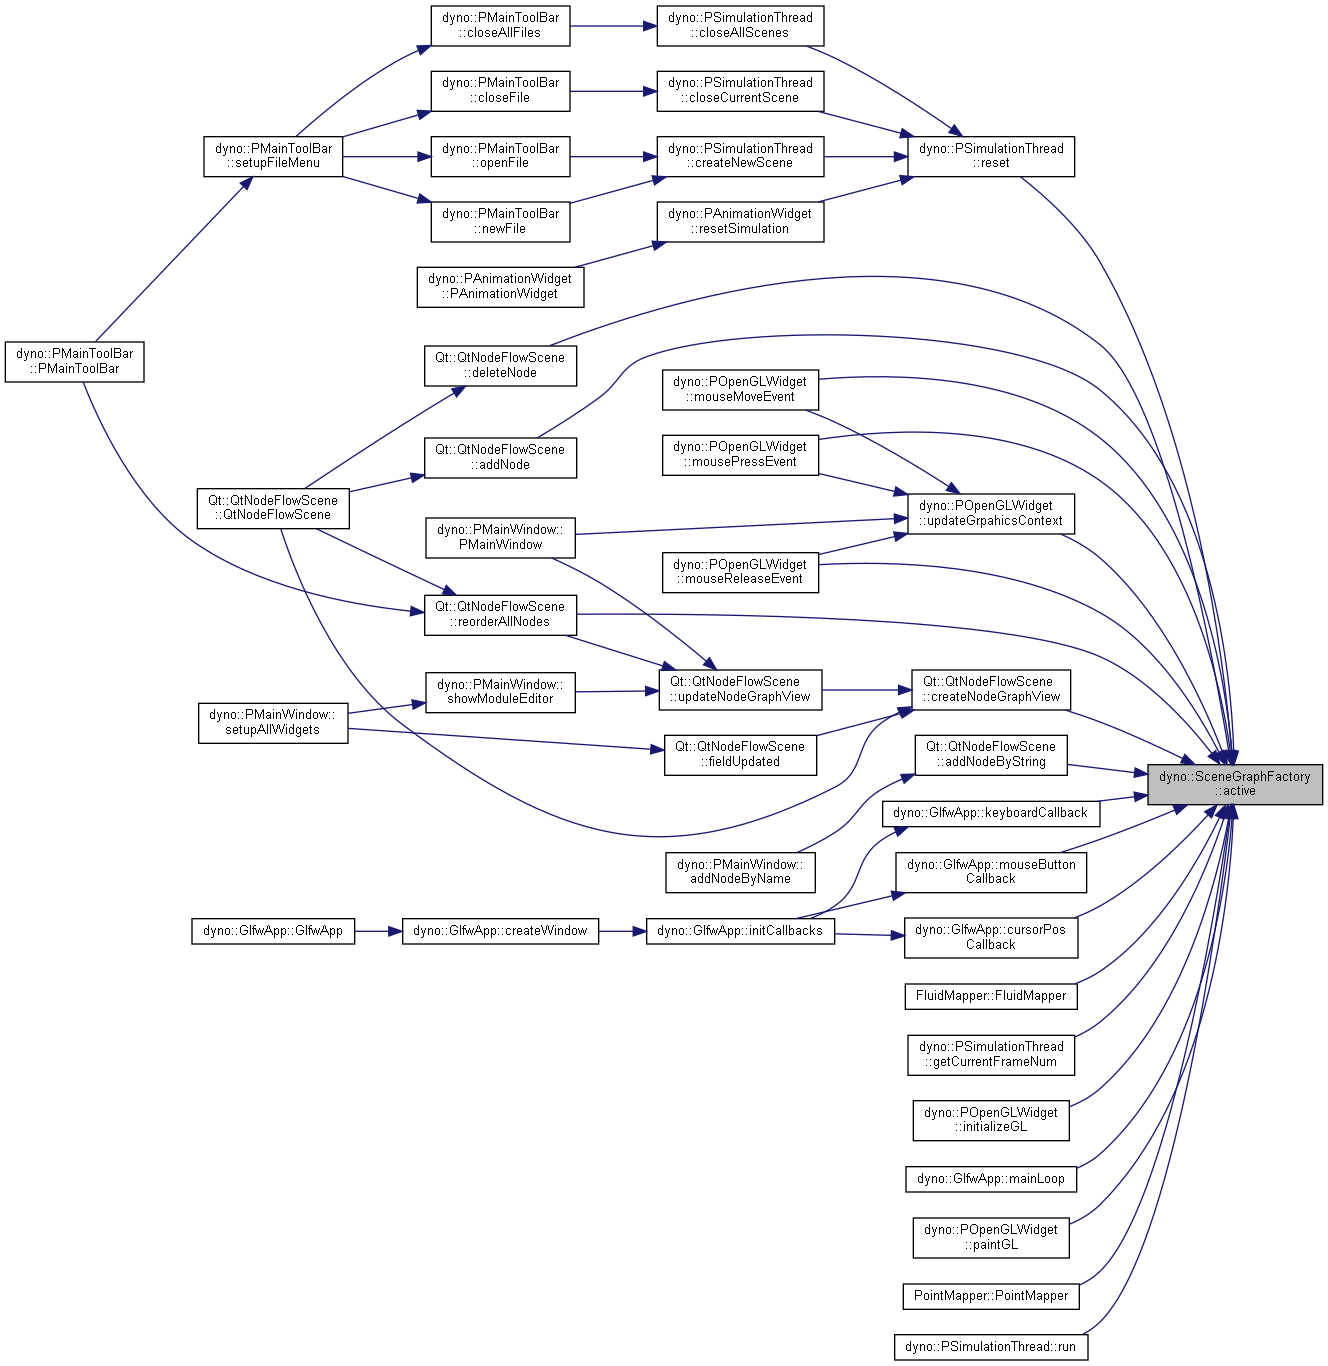 dyno::PMainToolBar
::closeAllFiles
dyno::PSimulationThread
::closeAllScenes
dyno::PMainToolBar
::closeFile
dyno::PSimulationThread
::closeCurrentScene
dyno::PMainToolBar
::setupFileMenu
dyno::PMainToolBar
::openFile
dyno::PSimulationThread
::createNewScene
dyno::PSimulationThread
::reset
dyno::PMainToolBar
::newFile
dyno::PAnimationWidget
::resetSimulation
dyno::PAnimationWidget
::PAnimationWidget
dyno::PMainToolBar
::PMainToolBar
Qt::QtNodeFlowScene
::deleteNode
dyno::POpenGLWidget
::mouseMoveEvent
Qt::QtNodeFlowScene
::addNode
dyno::POpenGLWidget
::mousePressEvent
Qt::QtNodeFlowScene
::QtNodeFlowScene
dyno::POpenGLWidget
::updateGrpahicsContext
dyno::PMainWindow::
PMainWindow
dyno::POpenGLWidget
::mouseReleaseEvent
Qt::QtNodeFlowScene
::reorderAllNodes
dyno::PMainWindow::
showModuleEditor
Qt::QtNodeFlowScene
::updateNodeGraphView
Qt::QtNodeFlowScene
::createNodeGraphView
dyno::PMainWindow::
setupAllWidgets
Qt::QtNodeFlowScene
::fieldUpdated
Qt::QtNodeFlowScene
::addNodeByString
dyno::SceneGraphFactory
::active
dyno::GlfwApp::keyboardCallback
dyno::PMainWindow::
addNodeByName
dyno::GlfwApp::mouseButton
Callback
dyno::GlfwApp::GlfwApp
dyno::GlfwApp::createWindow
dyno::GlfwApp::initCallbacks
dyno::GlfwApp::cursorPos
Callback
FluidMapper::FluidMapper
dyno::PSimulationThread
::getCurrentFrameNum
dyno::POpenGLWidget
::initializeGL
dyno::GlfwApp::mainLoop
dyno::POpenGLWidget
::paintGL
PointMapper::PointMapper
dyno::PSimulationThread::run